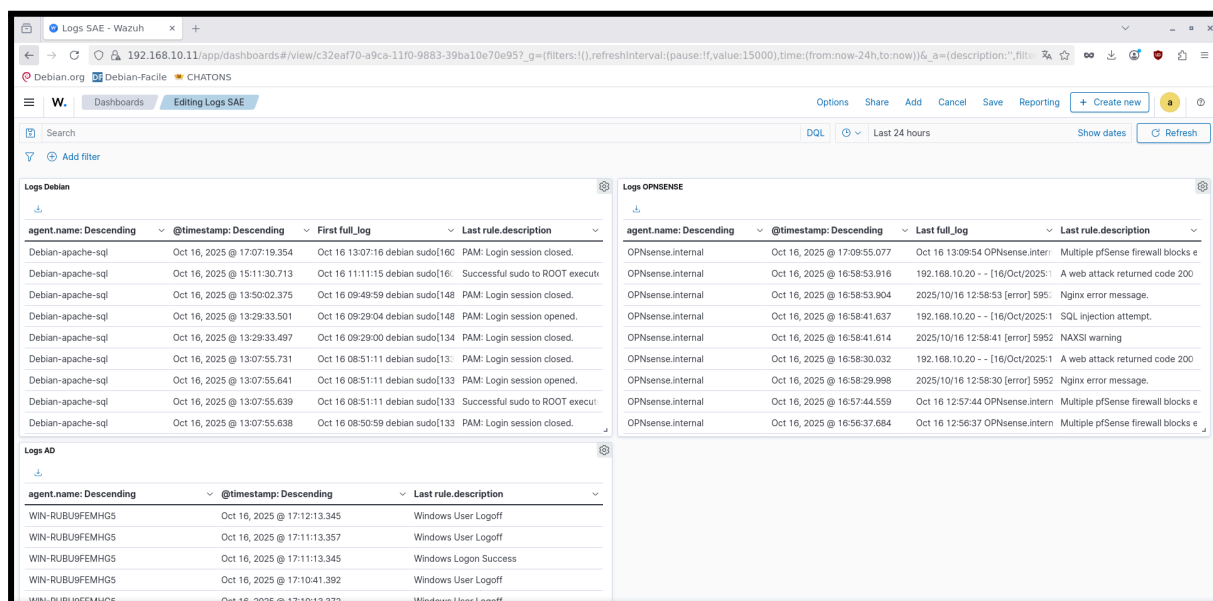 Logs SAE - Wazuh
192.168.10.11/app/dashboards#/view/c32eaf70-a9ca-11f0-9883-39ba10e70e95?_g=(filters:!(),refreshInterval:(pause:!f,value:15000),time:(from:now-24h,to:now))&_a=(description:'',filte
Debian.org DF Debian-Facile CHATONS
W. Dashboards Editing Logs SAE Options Share Add Cancel Save Reporting + Create new a
Search DQL Last 24 hours Show dates Refresh
Add filter
Logs Debian
agent.name: Descending @timestamp: Descending First full_log Last rule.description
Debian-apache-sql Oct 16, 2025 @ 17:07:19.354 Oct 16 13:07:16 debian sudo[160 PAM: Login session closed.
Debian-apache-sql Oct 16, 2025 @ 15:11:30.713 Oct 16 11:11:15 debian sudo[160 Successful sudo to ROOT execute
Debian-apache-sql Oct 16, 2025 @ 13:50:02.375 Oct 16 09:49:59 debian sudo[148 PAM: Login session closed.
Debian-apache-sql Oct 16, 2025 @ 13:29:33.501 Oct 16 09:29:04 debian sudo[148 PAM: Login session opened.
Debian-apache-sql Oct 16, 2025 @ 13:29:33.497 Oct 16 09:29:00 debian sudo[134 PAM: Login session closed.
Debian-apache-sql Oct 16, 2025 @ 13:07:55.731 Oct 16 08:51:11 debian sudo[133 PAM: Login session closed.
Debian-apache-sql Oct 16, 2025 @ 13:07:55.641 Oct 16 08:51:11 debian sudo[133 PAM: Login session opened.
Debian-apache-sql Oct 16, 2025 @ 13:07:55.639 Oct 16 08:51:11 debian sudo[133 Successful sudo to ROOT execut
Debian-apache-sql Oct 16, 2025 @ 13:07:55.638 Oct 16 08:50:59 debian sudo[133 PAM: Login session closed.
Logs OPNSENSE
agent.name: Descending @timestamp: Descending Last full_log Last rule.description
OPNsense.internal Oct 16, 2025 @ 17:09:55.077 Oct 16 13:09:54 OPNsense.inter Multiple pfSense firewall blocks e
OPNsense.internal Oct 16, 2025 @ 16:58:53.916 192.168.10.20 - - [16/Oct/2025:1 A web attack returned code 200
OPNsense.internal Oct 16, 2025 @ 16:58:53.904 2025/10/16 12:58:53 [error] 5952 Nginx error message.
OPNsense.internal Oct 16, 2025 @ 16:58:41.637 192.168.10.20 - - [16/Oct/2025:1 SQL injection attempt.
OPNsense.internal Oct 16, 2025 @ 16:58:41.614 2025/10/16 12:58:41 [error] 5952 NAXSI warning
OPNsense.internal Oct 16, 2025 @ 16:58:30.032 192.168.10.20 - - [16/Oct/2025:1 A web attack returned code 200
OPNsense.internal Oct 16, 2025 @ 16:58:29.998 2025/10/16 12:58:30 [error] 5952 Nginx error message.
OPNsense.internal Oct 16, 2025 @ 16:57:44.559 Oct 16 12:57:44 OPNsense.intern Multiple pfSense firewall blocks e
OPNsense.internal Oct 16, 2025 @ 16:56:37.684 Oct 16 12:56:37 OPNsense.intern Multiple pfSense firewall blocks e
Logs AD
agent.name: Descending @timestamp: Descending Last rule.description
WIN-RUBU9FEMHG5 Oct 16, 2025 @ 17:12:13.345 Windows User Logoff
WIN-RUBU9FEMHG5 Oct 16, 2025 @ 17:11:13.357 Windows User Logoff
WIN-RUBU9FEMHG5 Oct 16, 2025 @ 17:11:13.345 Windows Logon Success
WIN-RUBU9FEMHG5 Oct 16, 2025 @ 17:10:41.392 Windows User Logoff
WIN-RUBU9FEMHG5 Oct 16, 2025 @ 17:10:13.372 Windows User Logoff